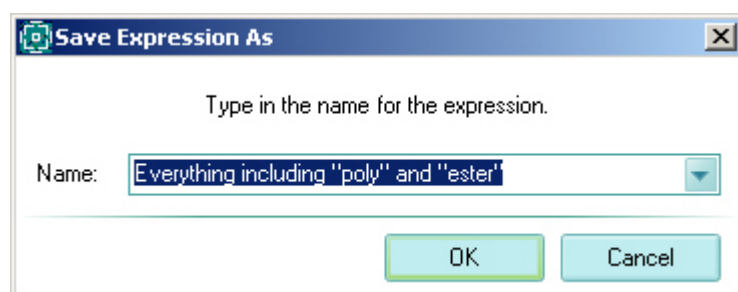 Save Expression As
Type in the name for the expression.
Name: Everything including "poly" and "ester"
OK Cancel